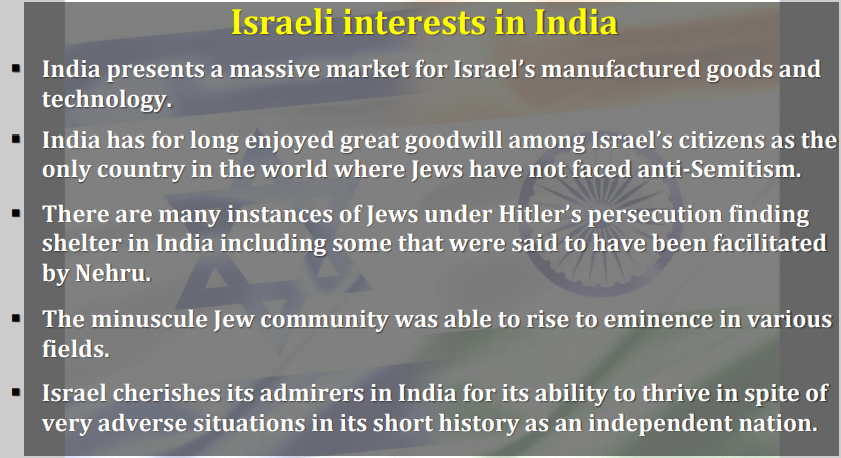 Israeli interests in India
▪ India presents a massive market for Israel’s manufactured goods and
technology.
▪ India has for long enjoyed great goodwill among Israel’s citizens as the
only country in the world where Jews have not faced anti-Semitism.
▪ There are many instances of Jews under Hitler’s persecution finding
shelter in India including some that were said to have been facilitated
by Nehru.
▪ The minuscule Jew community was able to rise to eminence in various
fields.
▪ Israel cherishes its admirers in India for its ability to thrive in spite of
very adverse situations in its short history as an independent nation.